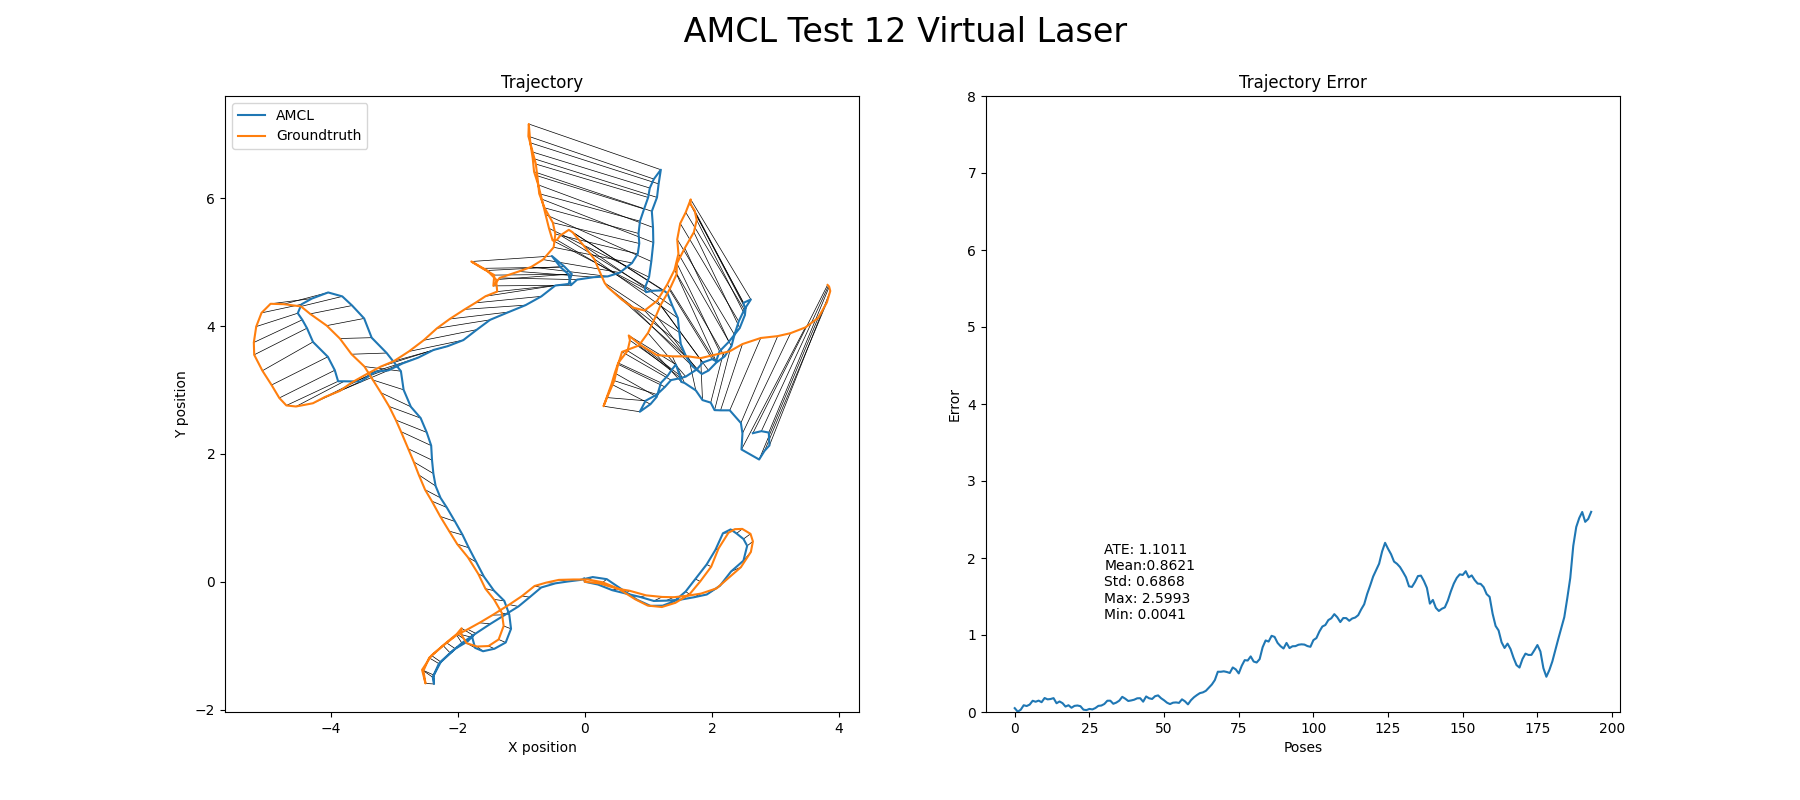 AMCL Test 12 Virtual Laser
Trajectory
AMCL
Groundtruth
6
4
2
0
−2
Y position
−4
−2
0
2
4
X position
Trajectory Error
8
7
6
5
4
3
2
1
0
Error
ATE: 1.1011
Mean:0.8621
Std: 0.6868
Max: 2.5993
Min: 0.0041
0
25
50
75
100
125
150
175
200
Poses